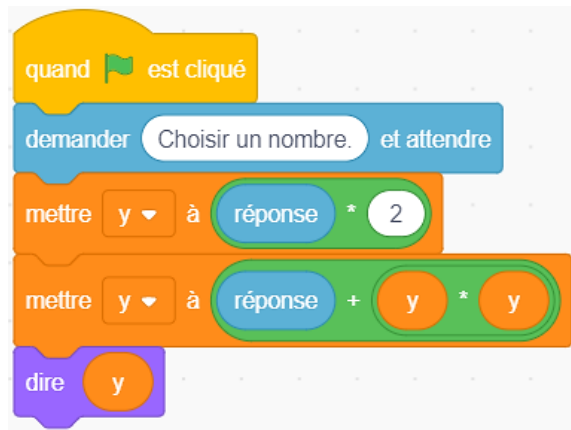 quand est cliqué
demander Choisir un nombre. et attendre
mettre y à réponse * 2
mettre y à réponse + y * y
dire y